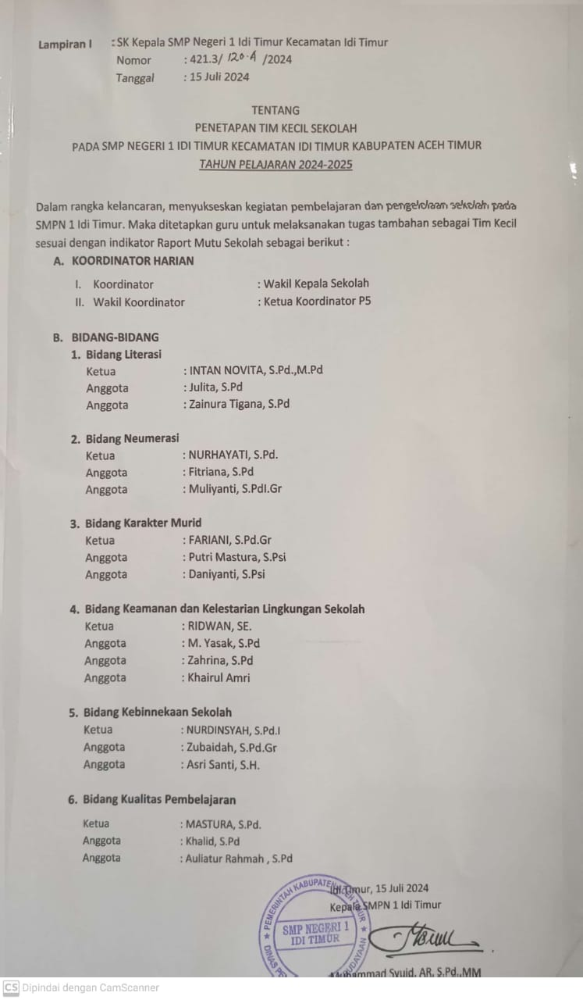 Lampiran I : SK Kepala SMP Negeri 1 Idi Timur Kecamatan Idi Timur
Nomor : 421.3/ 120.A /2024
Tanggal : 15 Juli 2024
TENTANG
PENETAPAN TIM KECIL SEKOLAH
PADA SMP NEGERI 1 IDI TIMUR KECAMATAN IDI TIMUR KABUPATEN ACEH TIMUR
TAHUN PELAJARAN 2024-2025
Dalam rangka kelancaran, menyukseskan kegiatan pembelajaran dan pengelolaan sekolah pada
SMPN 1 Idi Timur. Maka ditetapkan guru untuk melaksanakan tugas tambahan sebagai Tim Kecil
sesuai dengan indikator Raport Mutu Sekolah sebagai berikut :
A. KOORDINATOR HARIAN
I. Koordinator : Wakil Kepala Sekolah
II. Wakil Koordinator : Ketua Koordinator P5
B. BIDANG-BIDANG
1. Bidang Literasi
Ketua : INTAN NOVITA, S.Pd.,M.Pd
Anggota : Julita, S.Pd
Anggota : Zainura Tigana, S.Pd
2. Bidang Neumerasi
Ketua : NURHAYATI, S.Pd.
Anggota : Fitriana, S.Pd
Anggota : Muliyanti, S.PdI.Gr
3. Bidang Karakter Murid
Ketua : FARIANI, S.Pd.Gr
Anggota : Putri Mastura, S.Psi
Anggota : Daniyanti, S.Psi
4. Bidang Keamanan dan Kelestarian Lingkungan Sekolah
Ketua : RIDWAN, SE.
Anggota : M. Yasak, S.Pd
Anggota : Zahrina, S.Pd
Anggota : Khairul Amri
5. Bidang Kebinnekaan Sekolah
Ketua : NURDINSYAH, S.Pd.I
Anggota : Zubaidah, S.Pd.Gr
Anggota : Asri Santi, S.H.
6. Bidang Kualitas Pembelajaran
Ketua : MASTURA, S.Pd.
Anggota : Khalid, S.Pd
Anggota : Auliatur Rahmah , S.Pd
Idi Timur, 15 Juli 2024
Kepala SMPN 1 Idi Timur
PEMERINTAH KABUPATEN ACEH TIMUR
SMP NEGERI 1
IDI TIMUR
DINAS
Muhammad Syuid, AR, S.Pd.,MM
CS Dipindai dengan CamScanner